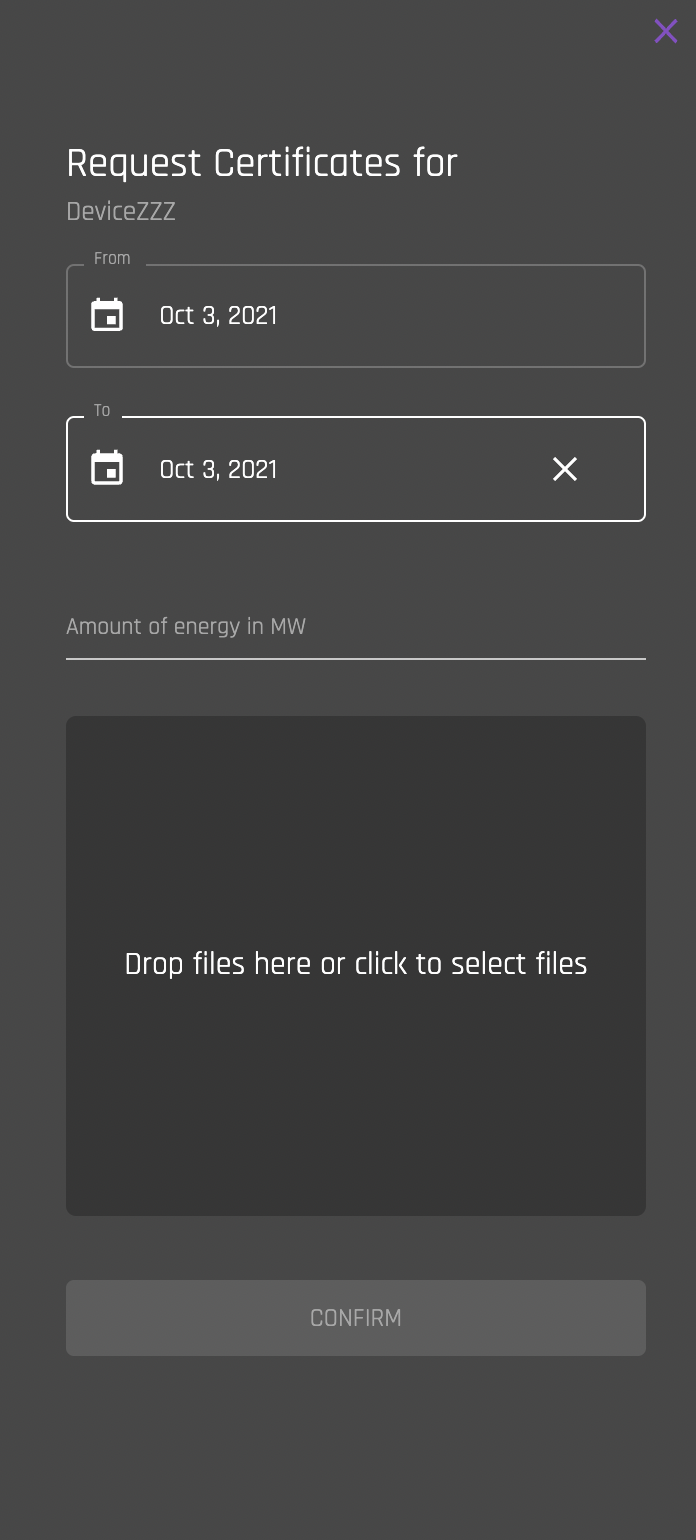 Request Certificates for
DeviceZZZ
From
Oct 3, 2021
To
Oct 3, 2021
Amount of energy in MW
Drop files here or click to select files
CONFIRM